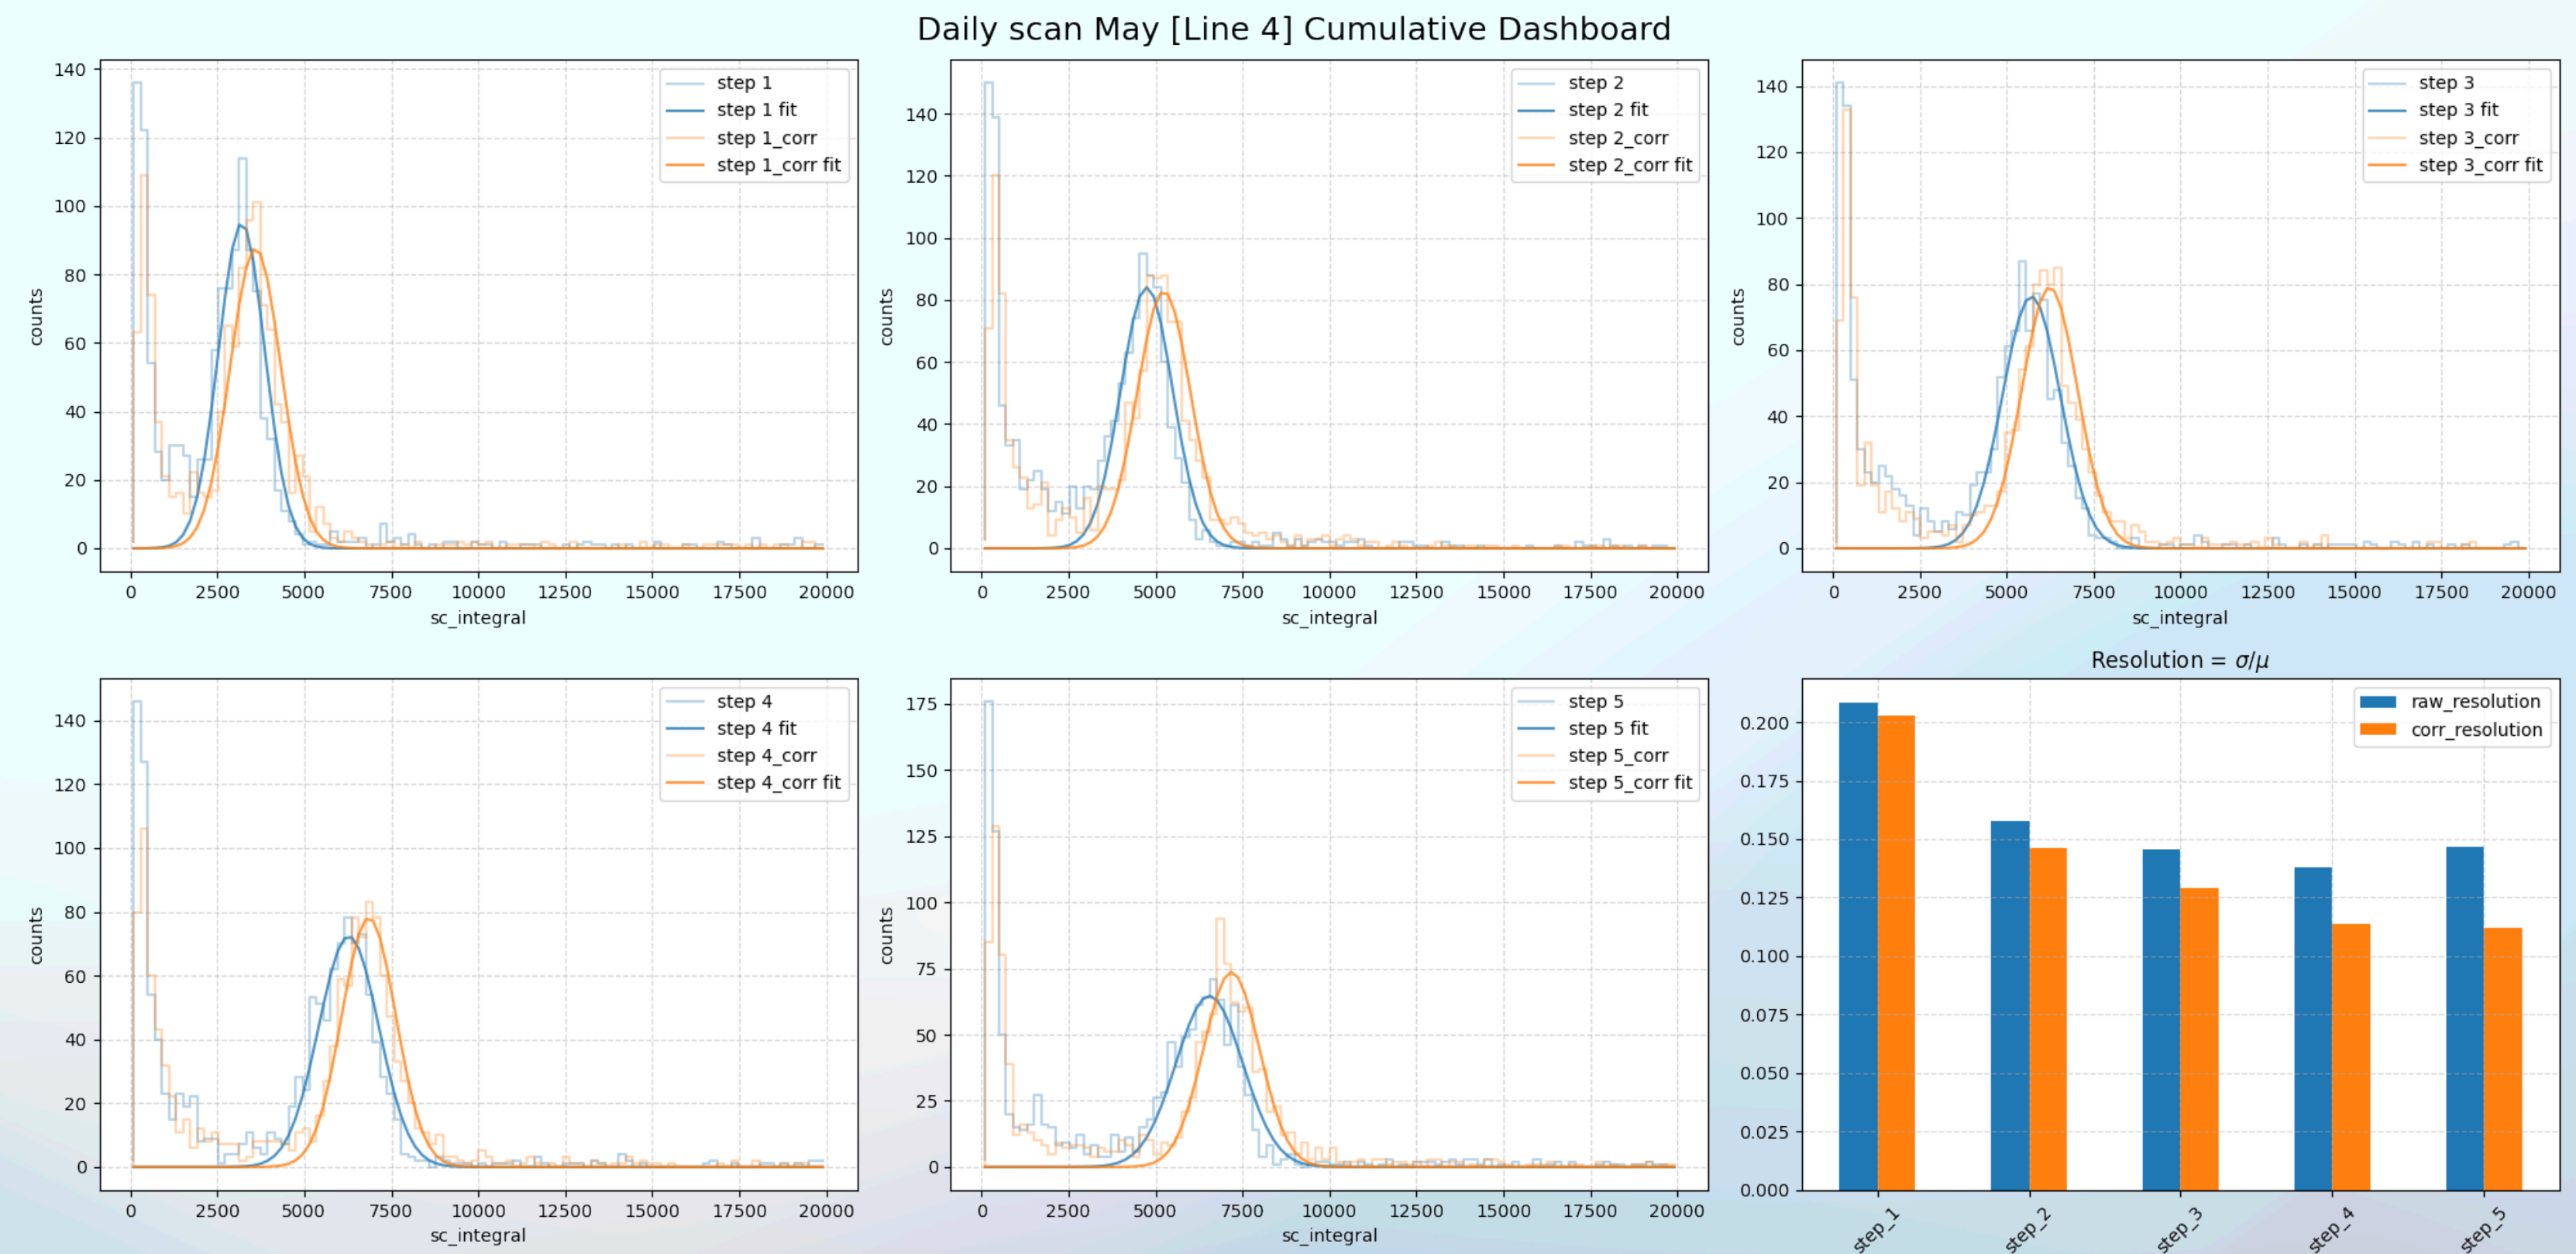 Daily scan May [Line 4] Cumulative Dashboard
140
120
100
80
60
40
20
0
counts
step 1
step 1 fit
step 1_corr
step 1_corr fit
0 2500 5000 7500 10000 12500 15000 17500 20000
sc_integral
140
120
100
80
60
40
20
0
counts
step 2
step 2 fit
step 2_corr
step 2_corr fit
0 2500 5000 7500 10000 12500 15000 17500 20000
sc_integral
140
120
100
80
60
40
20
0
counts
step 3
step 3 fit
step 3_corr
step 3_corr fit
0 2500 5000 7500 10000 12500 15000 17500 20000
sc_integral
140
120
100
80
60
40
20
0
counts
step 4
step 4 fit
step 4_corr
step 4_corr fit
0 2500 5000 7500 10000 12500 15000 17500 20000
sc_integral
175
150
125
100
75
50
25
0
counts
step 5
step 5 fit
step 5_corr
step 5_corr fit
0 2500 5000 7500 10000 12500 15000 17500 20000
sc_integral
Resolution = σ/μ
0.200
0.175
0.150
0.125
0.100
0.075
0.050
0.025
0.000
raw_resolution
corr_resolution
step_1 step_2 step_3 step_4 step_5